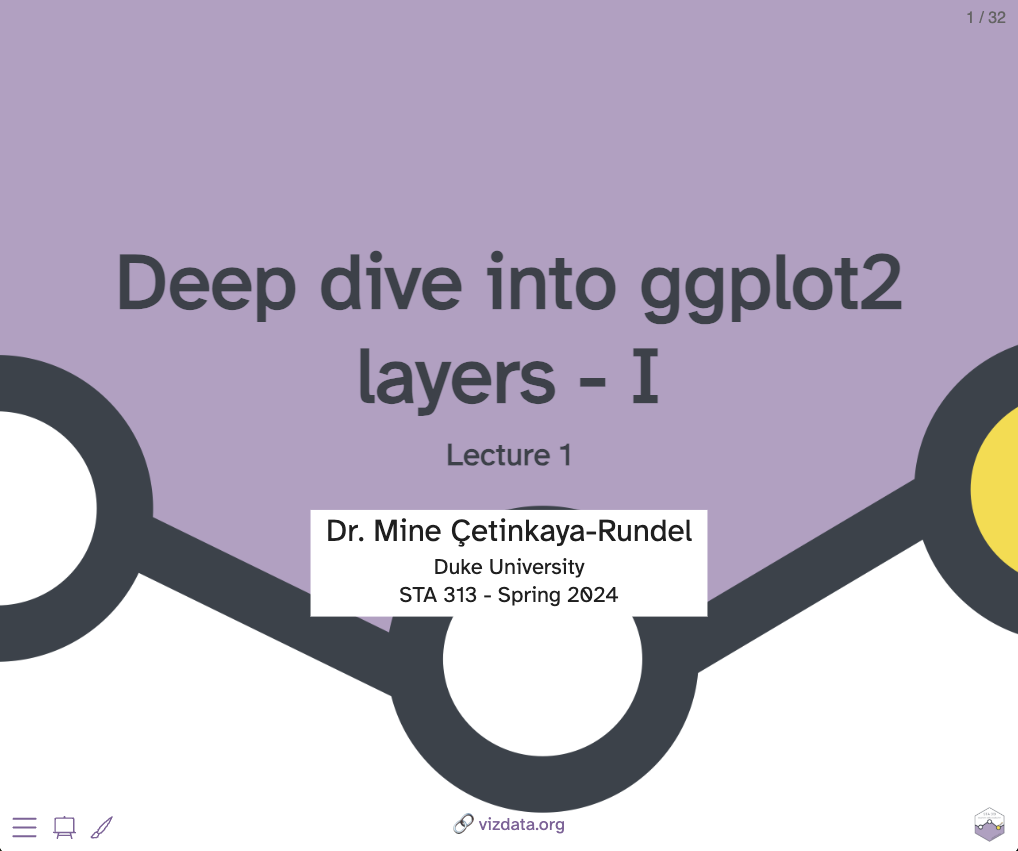 1 / 32
Deep dive into ggplot2
layers - I
Lecture 1
Dr. Mine Çetinkaya-Rundel
Duke University
STA 313 - Spring 2024
vizdata.org